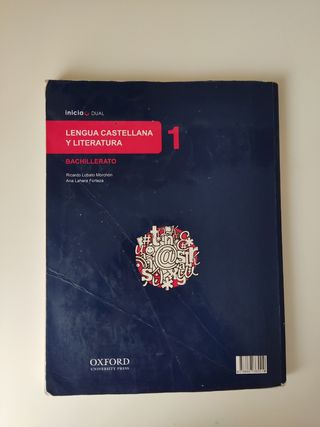 inicio DUAL
LENGUA CASTELLANA
Y LITERATURA
1
BACHILLERATO
Ricardo Lobato Morchón
Ana Lahera Forteza
OXFORD
UNIVERSITY PRESS